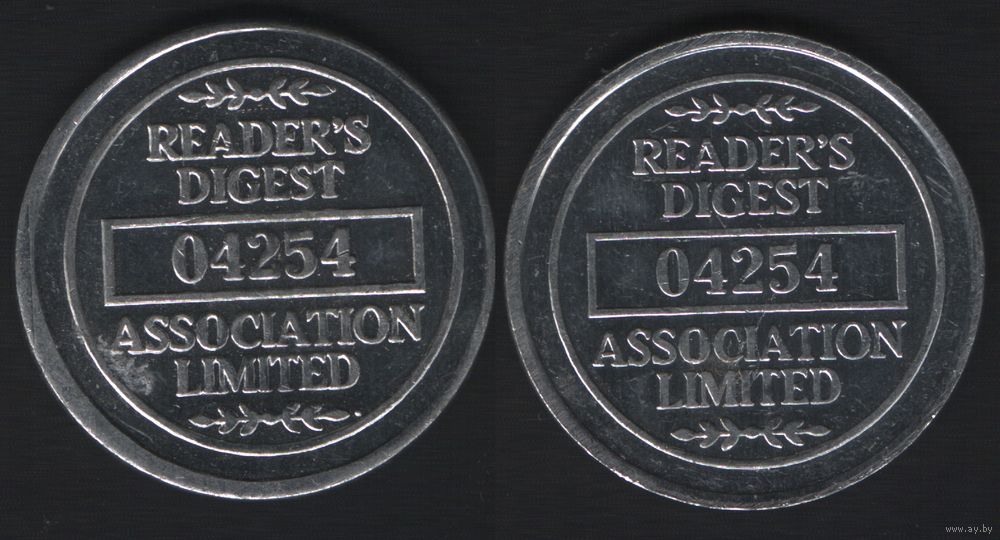 READER'S
DIGEST
04254
ASSOCIATION
LIMITED
READER'S
DIGEST
04254
ASSOCIATION
LIMITED
www.ay.by